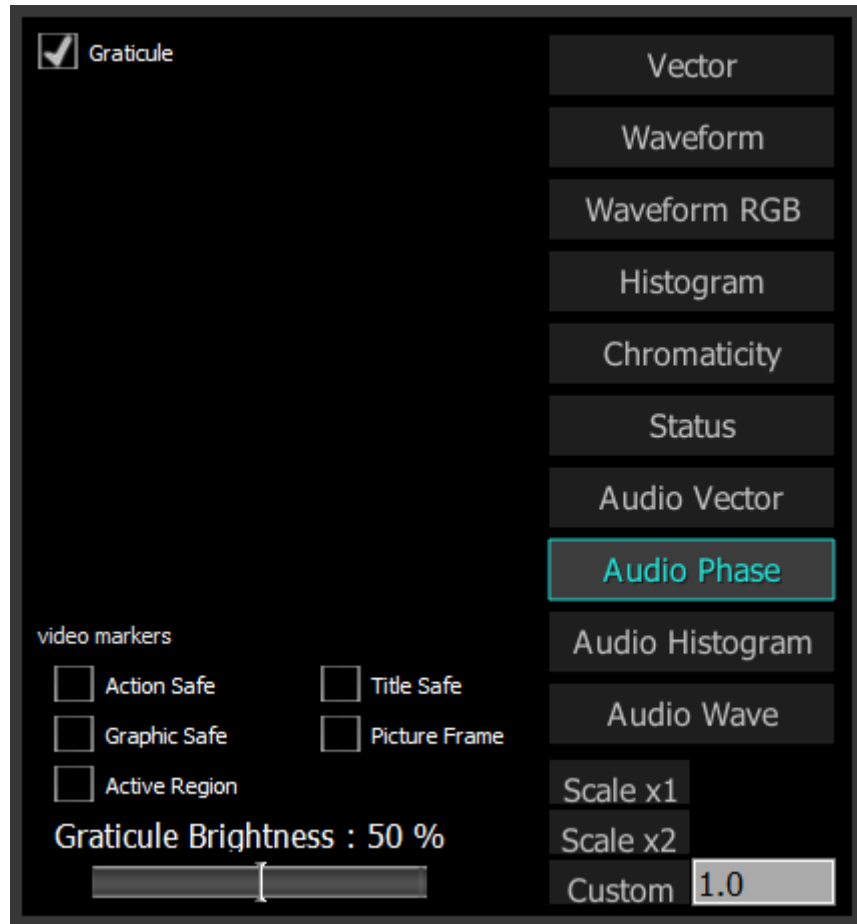 Graticule
Vector
Waveform
Waveform RGB
Histogram
Chromaticity
Status
Audio Vector
Audio Phase
Audio Histogram
Audio Wave
video markers
Action Safe
Title Safe
Graphic Safe
Picture Frame
Active Region
Graticule Brightness : 50 %
Scale x1
Scale x2
Custom 1.0